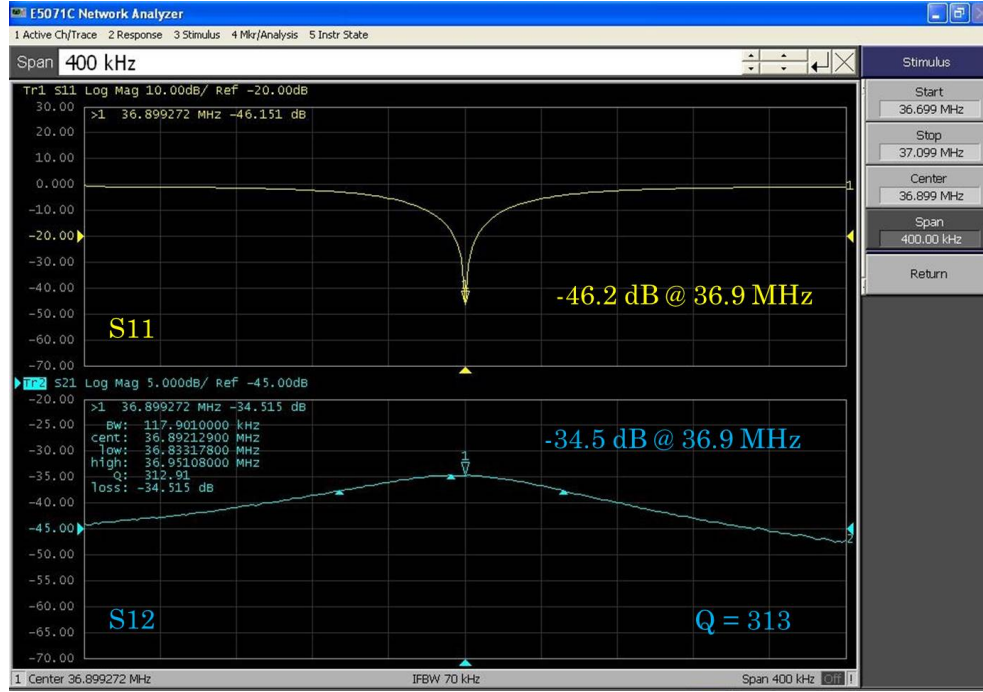 E5071C Network Analyzer
1 Active Ch/Trace 2 Response 3 Stimulus 4 Mkr/Analysis 5 Instr State
Span 400 kHz
Stimulus
Start
36.699 MHz
Stop
37.099 MHz
Center
36.899 MHz
Span
400.00 kHz
Return
Tr1 S11 Log Mag 10.00dB/ Ref -20.00dB
>1 36.899272 MHz -46.151 dB
30.00
20.00
10.00
0.000
-10.00
-20.00
-30.00
-40.00
-50.00
-60.00
-70.00
1
1
-46.2 dB @ 36.9 MHz
S11
Tr2 S21 Log Mag 5.000dB/ Ref -45.00dB
>1 36.899272 MHz -34.515 dB
BW: 117.9010000 kHz
cent: 36.89212900 MHz
low: 36.83317800 MHz
high: 36.95108000 MHz
Q: 312.91
loss: -34.515 dB
-20.00
-25.00
-30.00
-35.00
-40.00
-45.00
-50.00
-55.00
-60.00
-65.00
-70.00
1
2
-34.5 dB @ 36.9 MHz
S12
Q = 313
1 Center 36.899272 MHz
IFBW 70 kHz
Span 400 kHz Off !